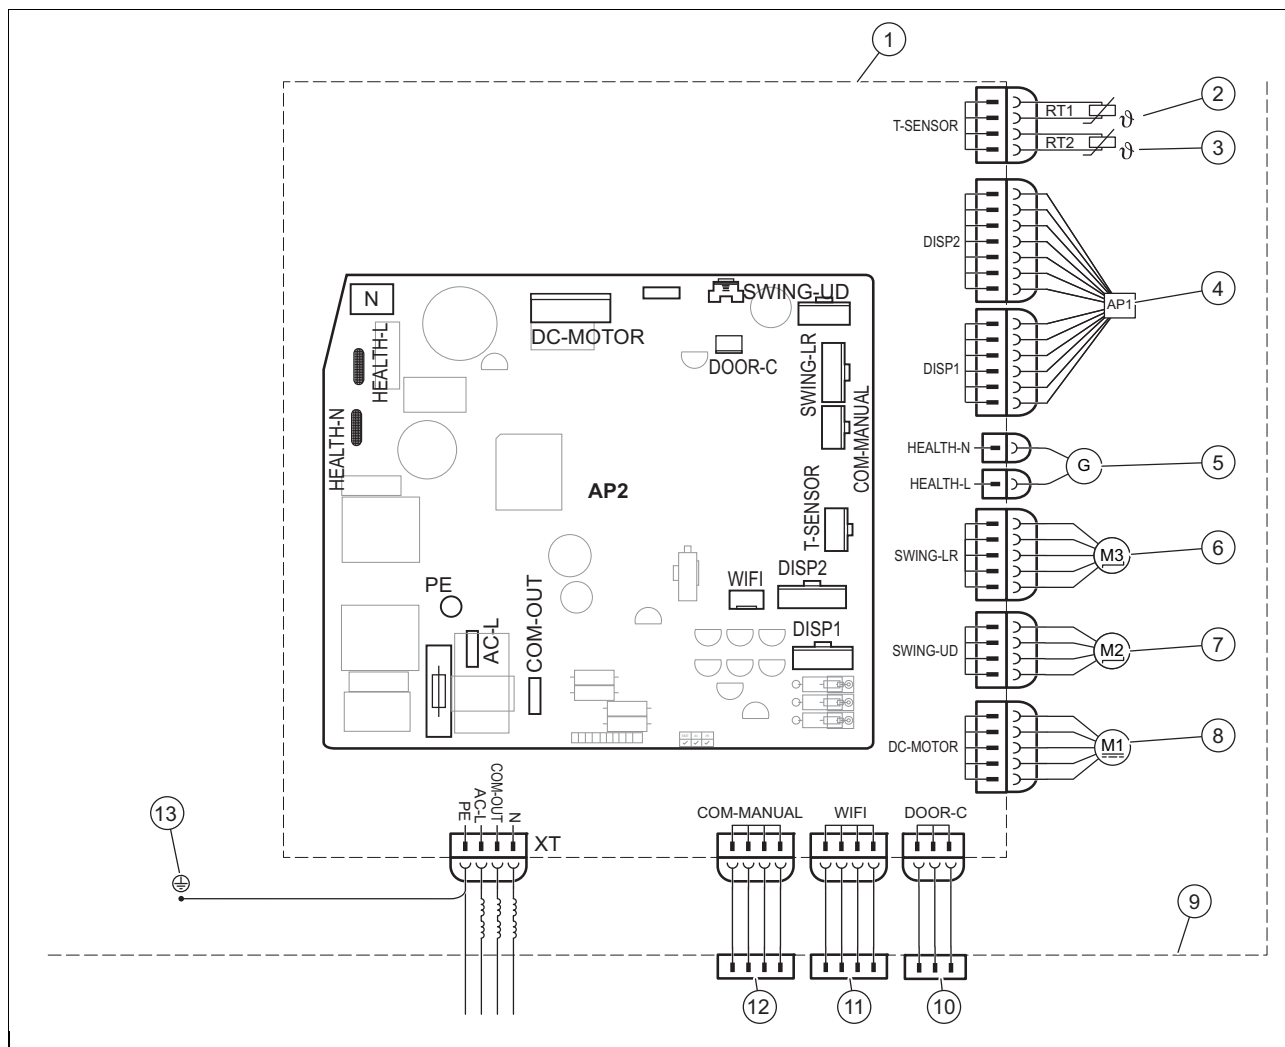 1
T-SENSOR
RT1
ϑ
2
RT2
ϑ
3
DISP2
AP1
4
DISP1
HEALTH-N
G
5
HEALTH-L
SWING-LR
M3
6
SWING-UD
M2
7
DC-MOTOR
M1
8
N
DC-MOTOR
SWING-UD
HEALTH-L
DOOR-C
SWING-LR
HEALTH-N
COM-MANUAL
AP2
T-SENSOR
PE
WIFI
DISP2
AC-L
COM-OUT
DISP1
13
PE
AC-L
COM-OUT
N
XT
COM-MANUAL
WIFI
DOOR-C
9
12
11
10